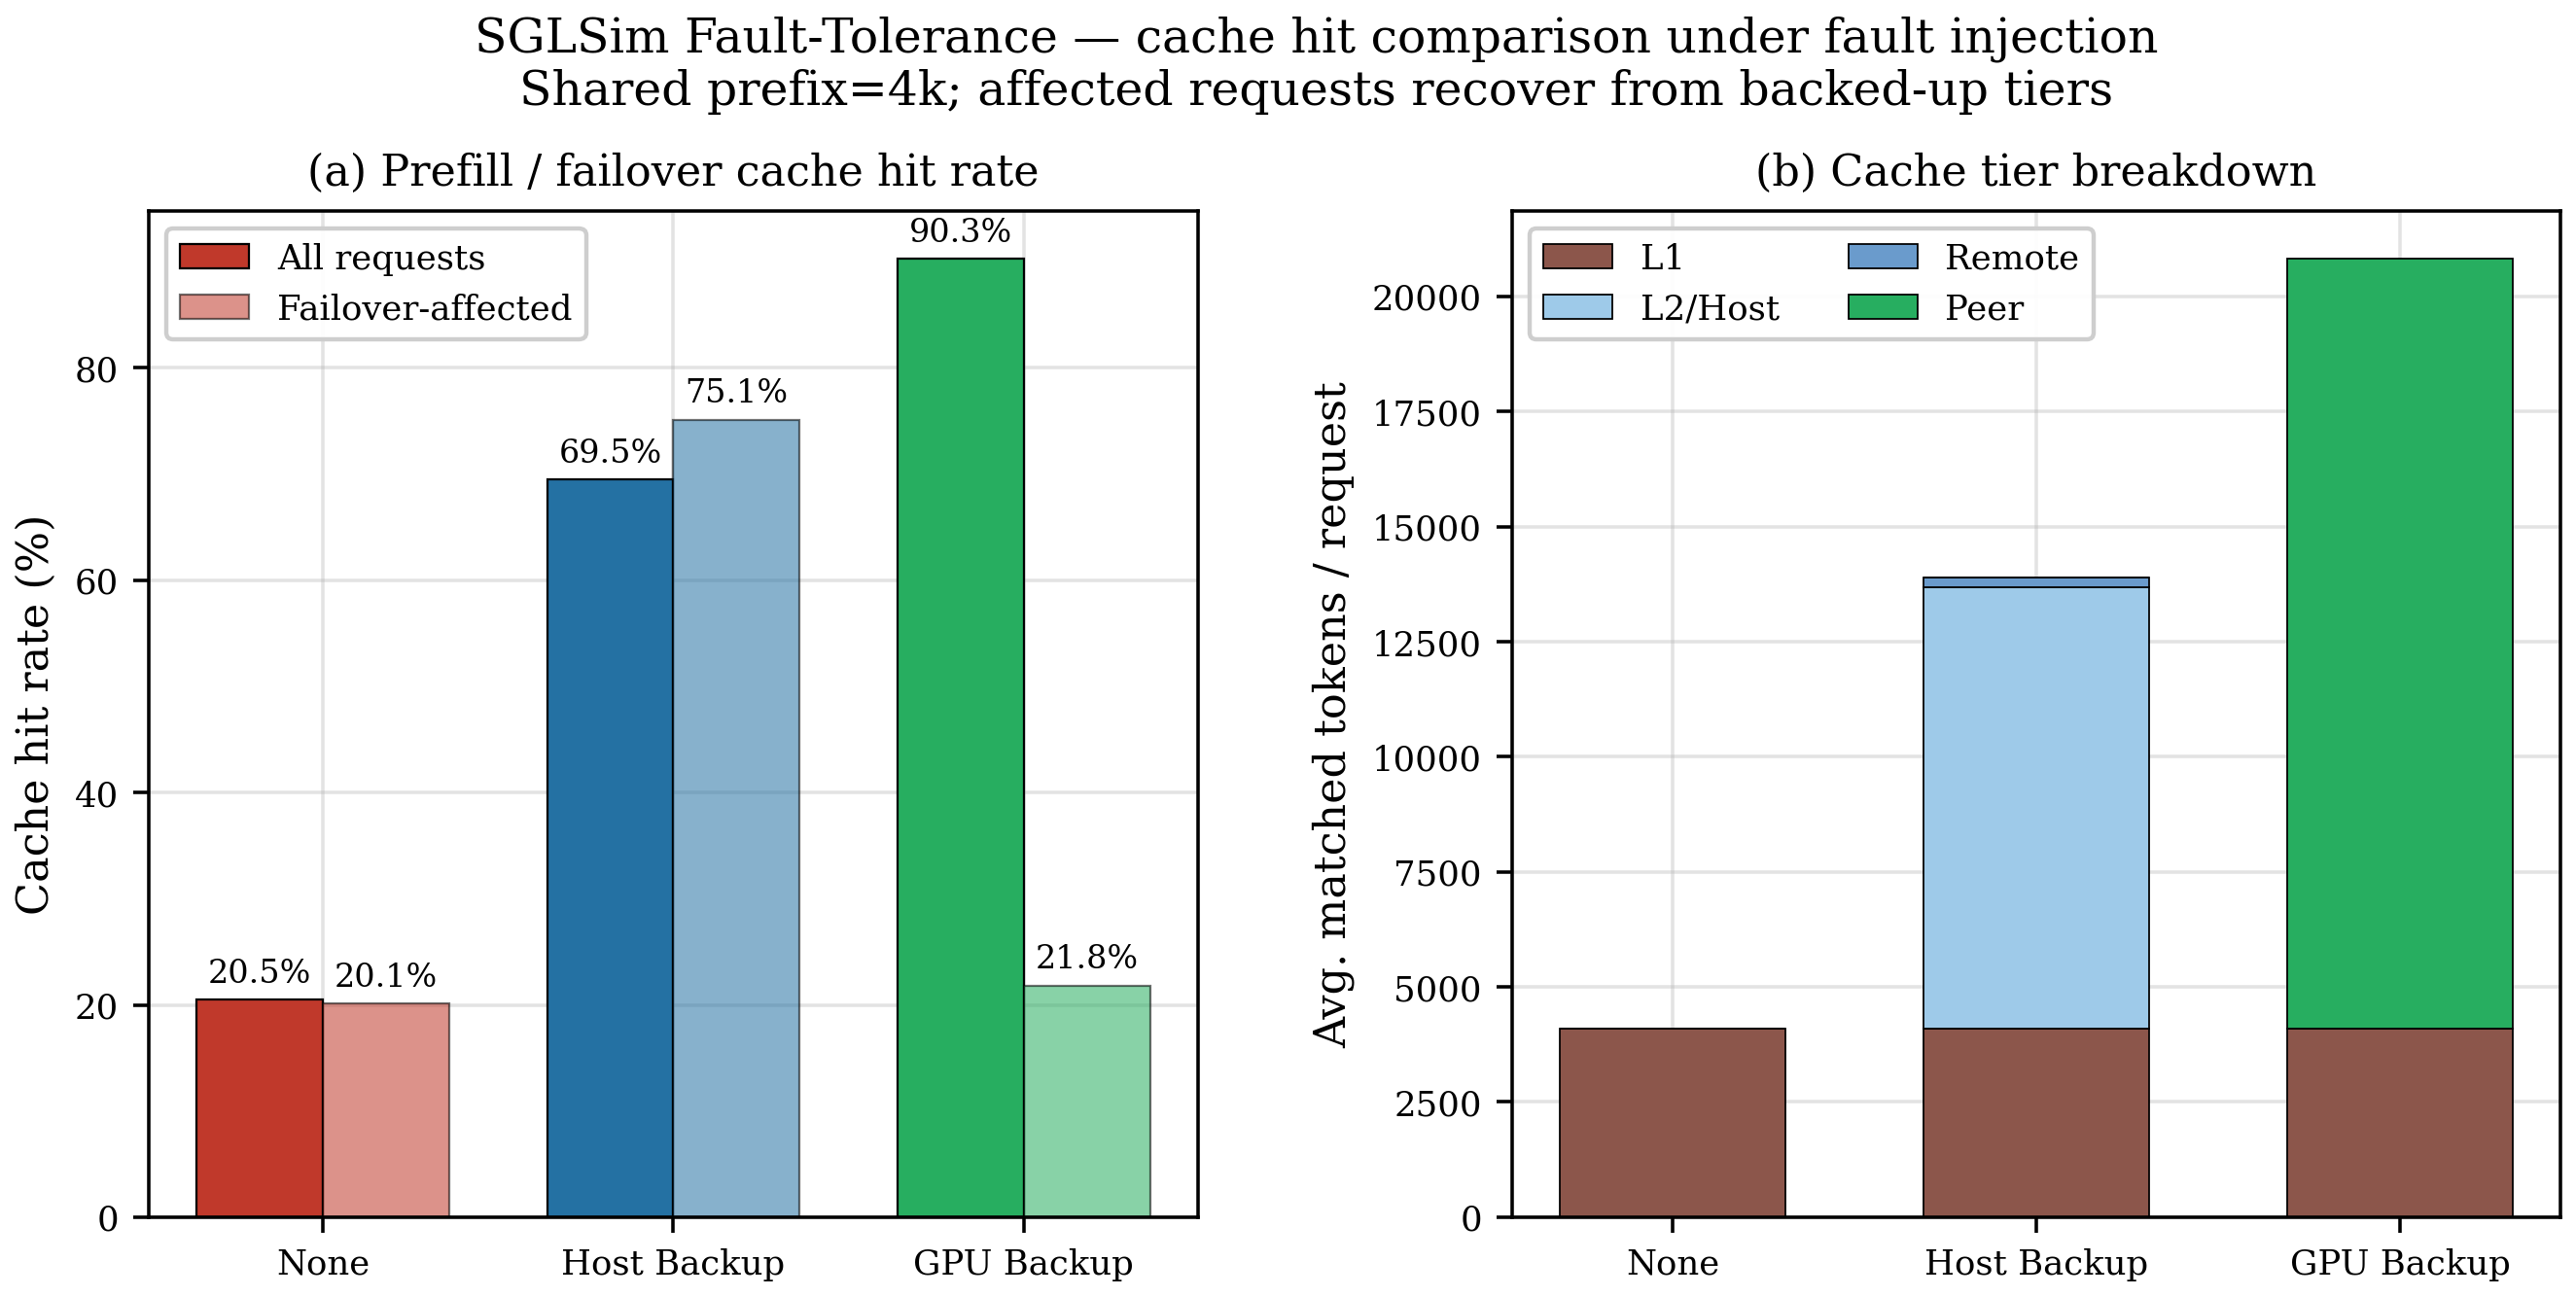 SGLSim Fault-Tolerance — cache hit comparison under fault injection
Shared prefix=4k; affected requests recover from backed-up tiers
(a) Prefill / failover cache hit rate
All requests
Failover-affected
Cache hit rate (%)
80
60
40
20
0
20.5%
20.1%
69.5%
75.1%
90.3%
21.8%
None
Host Backup
GPU Backup
(b) Cache tier breakdown
L1
L2/Host
Remote
Peer
Avg. matched tokens / request
20000
17500
15000
12500
10000
7500
5000
2500
0
None
Host Backup
GPU Backup